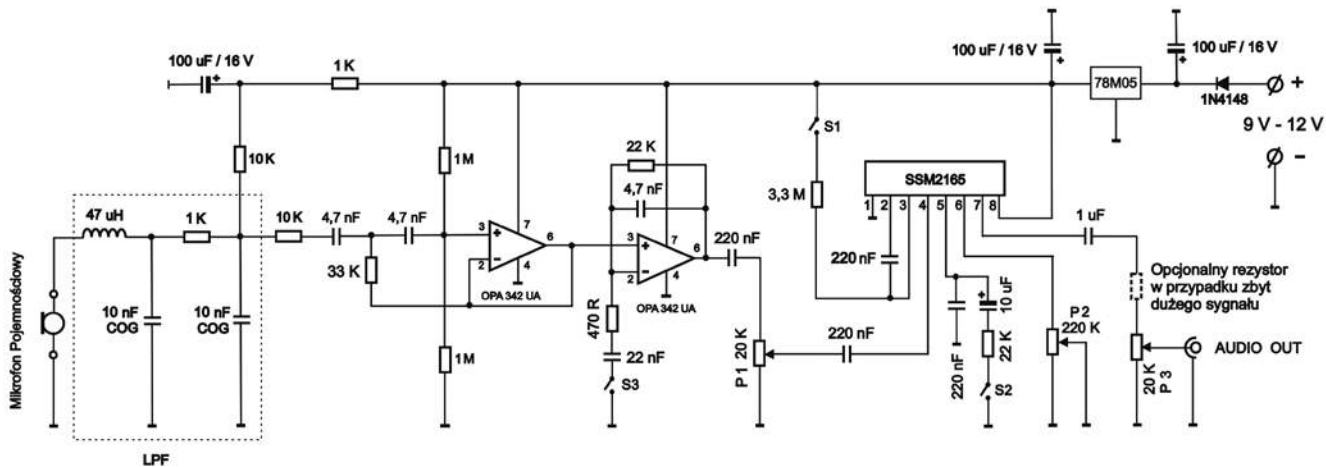 100 uF / 16 V
+
1 K
10 K
1 M
1 M
47 uH
1 K
10 K
4,7 nF
4,7 nF
33 K
10 nF
COG
10 nF
COG
Mikrofon Pojemnościowy
LPF
3
2
7
6
4
+
−
OPA 342 UA
22 K
4,7 nF
3
2
7
6
4
+
−
OPA 342 UA
470 R
22 nF
S3
220 nF
P1 20 K
220 nF
S1
3,3 M
SSM2165
1
2
3
4
5
6
7
8
220 nF
220 nF
+
10 uF
22 K
S2
P2
220 K
1 uF
Opcjonalny rezystor
w przypadku zbyt
dużego sygnału
20 K
P 3
AUDIO OUT
100 uF / 16 V
+
78M05
100 uF / 16 V
+
1N4148
+
9 V - 12 V
−